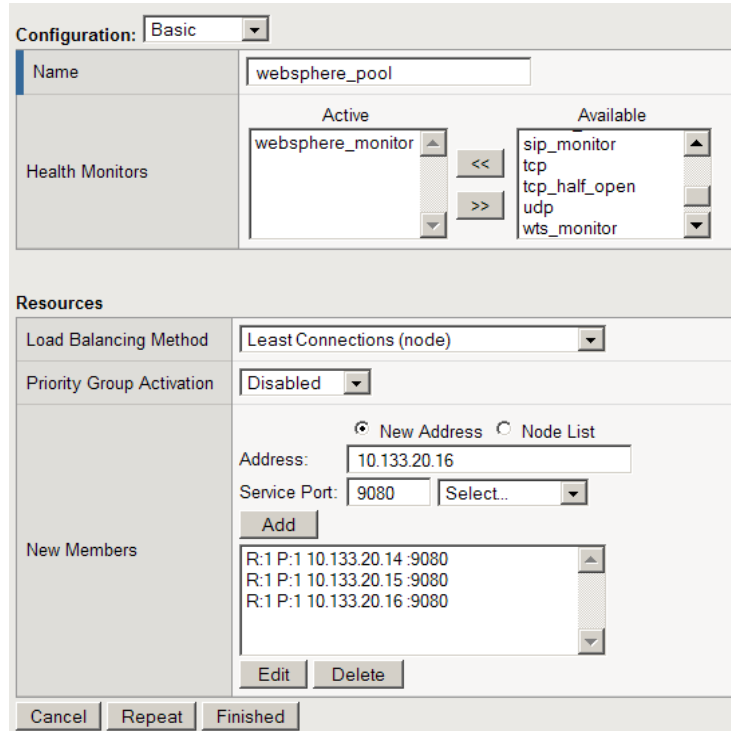 Configuration: Basic
Name websphere_pool
Active Available
Health Monitors
websphere_monitor
<<
>>
sip_monitor
tcp
tcp_half_open
udp
wts_monitor
Resources
Load Balancing Method Least Connections (node)
Priority Group Activation Disabled
New Members
New Address Node List
Address: 10.133.20.16
Service Port: 9080 Select...
Add
R:1 P:1 10.133.20.14 :9080
R:1 P:1 10.133.20.15 :9080
R:1 P:1 10.133.20.16 :9080
Edit Delete
Cancel Repeat Finished